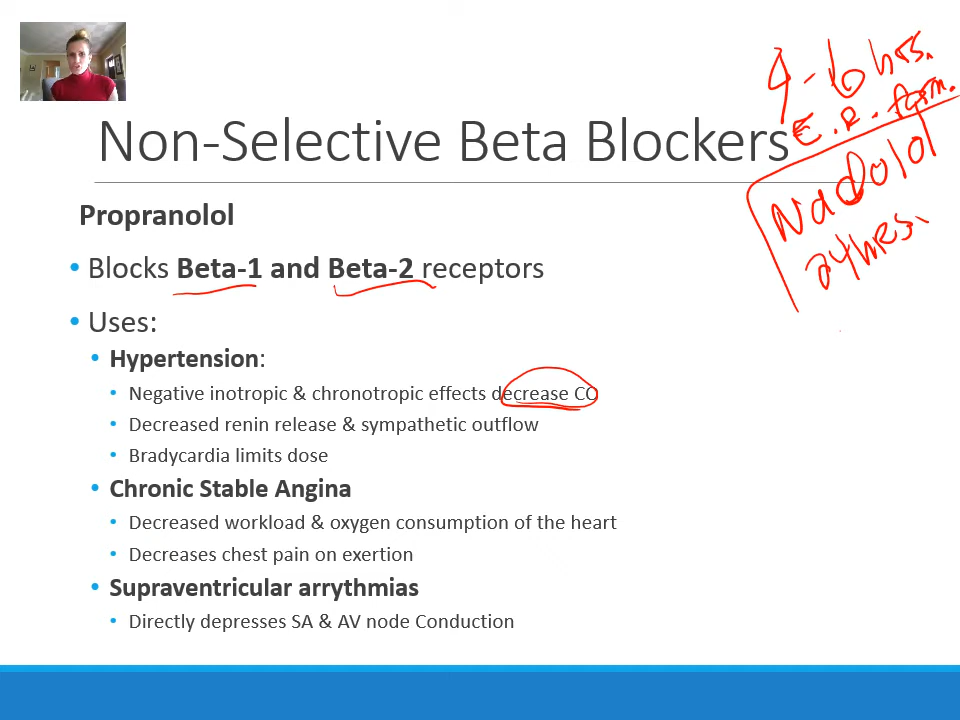 4-6 hrs.
E.R. form.
Nadolol
24hrs.
Non-Selective Beta Blockers
Propranolol
• Blocks Beta-1 and Beta-2 receptors
• Uses:
• Hypertension:
• Negative inotropic & chronotropic effects decrease CO
• Decreased renin release & sympathetic outflow
• Bradycardia limits dose
• Chronic Stable Angina
• Decreased workload & oxygen consumption of the heart
• Decreases chest pain on exertion
• Supraventricular arrythmias
• Directly depresses SA & AV node Conduction